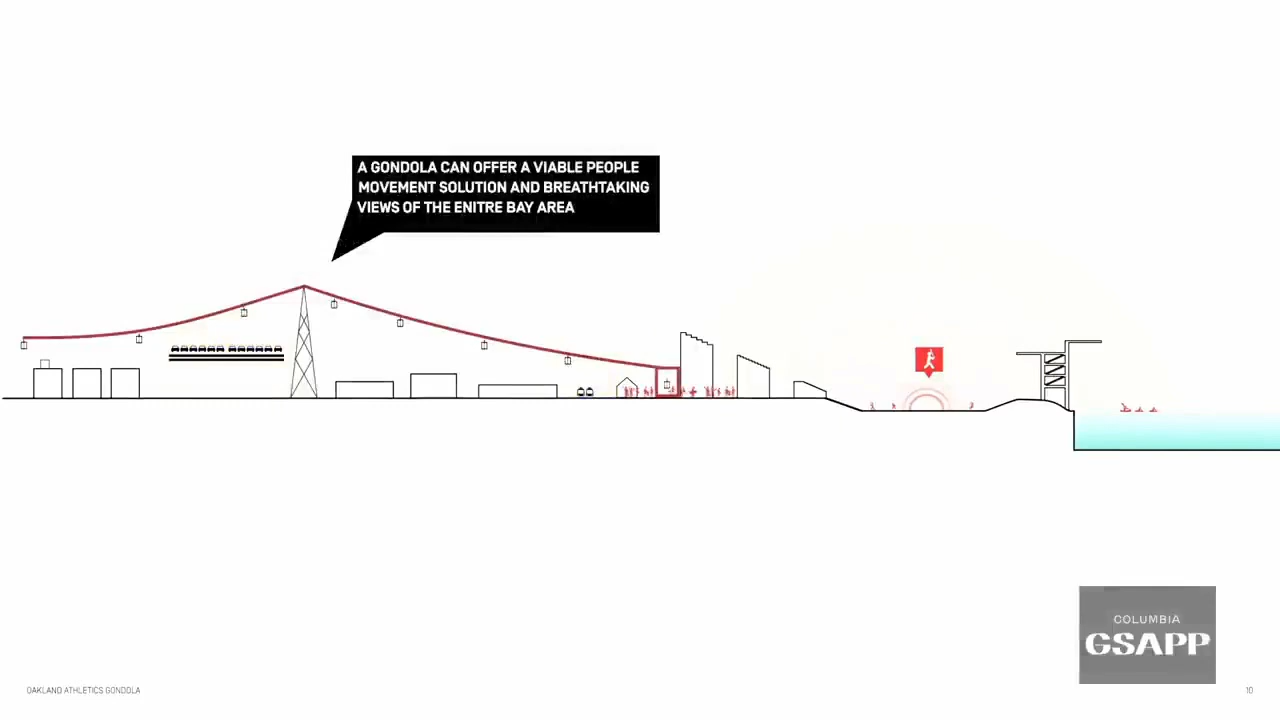 A GONDOLA CAN OFFER A VIABLE PEOPLE
MOVEMENT SOLUTION AND BREATHTAKING
VIEWS OF THE ENITRE BAY AREA
COLUMBIA
GSAPP
OAKLAND ATHLETICS GONDOLA
10